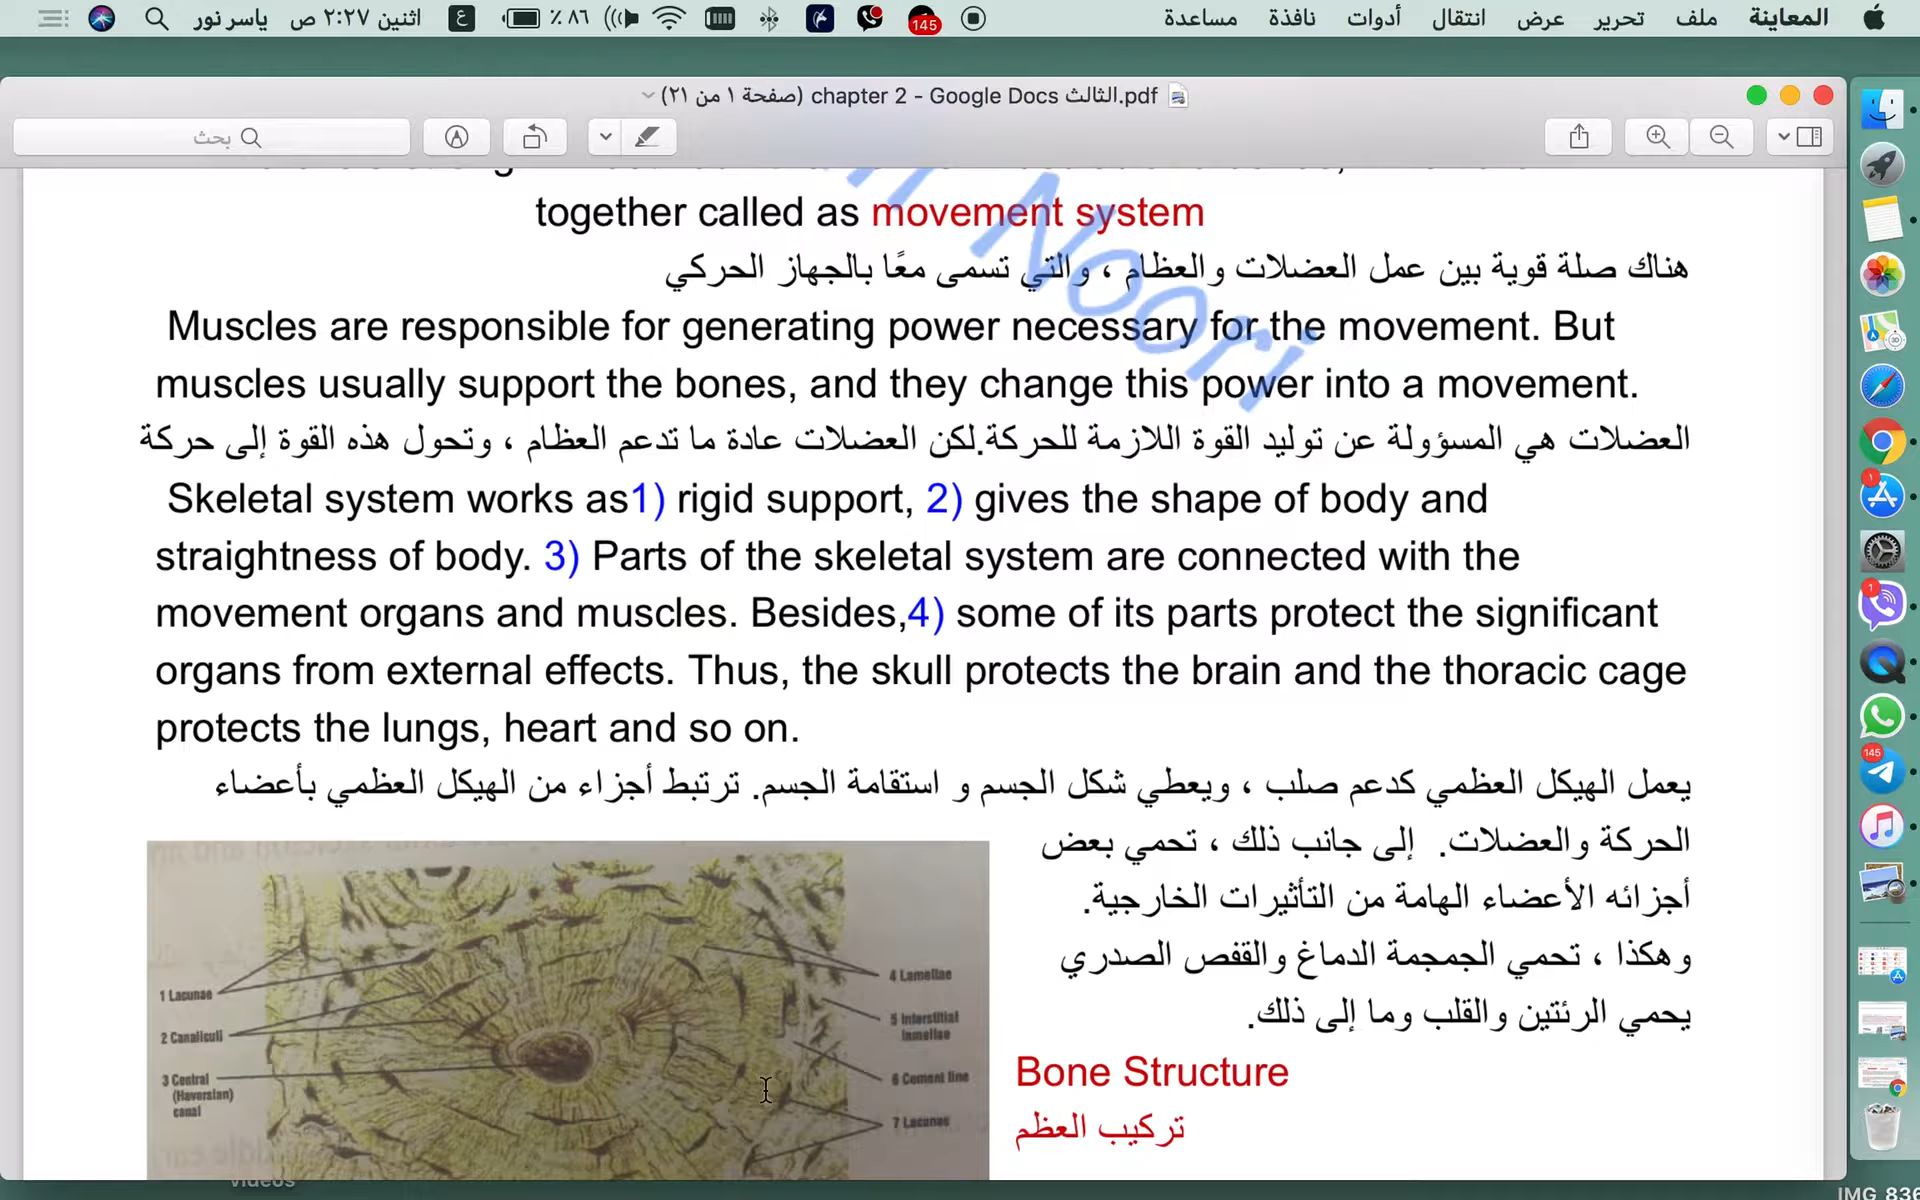 المعاينة ملف تحرير عرض انتقال أدوات نافذة مساعدة
145
٨٦ ٪
ع
اثنين ٢:٢٧ ص
ياسر نور
الثالث chapter 2 - Google Docs.pdf (صفحة ١ من ٢١)
بحث
together called as movement system
هناك صلة قوية بين عمل العضلات والعظام ، والتي تسمى معًا بالجهاز الحركي
Noori
Muscles are responsible for generating power necessary for the movement. But
muscles usually support the bones, and they change this power into a movement.
العضلات هي المسؤولة عن توليد القوة اللازمة للحركة.لكن العضلات عادة ما تدعم العظام ، وتحول هذه القوة إلى حركة
Skeletal system works as1) rigid support, 2) gives the shape of body and
straightness of body. 3) Parts of the skeletal system are connected with the
movement organs and muscles. Besides,4) some of its parts protect the significant
organs from external effects. Thus, the skull protects the brain and the thoracic cage
protects the lungs, heart and so on.
يعمل الهيكل العظمي كدعم صلب ، ويعطي شكل الجسم و استقامة الجسم. ترتبط أجزاء من الهيكل العظمي بأعضاء
الحركة والعضلات. إلى جانب ذلك ، تحمي بعض
أجزائه الأعضاء الهامة من التأثيرات الخارجية.
وهكذا ، تحمي الجمجمة الدماغ والقفص الصدري
يحمي الرئتين والقلب وما إلى ذلك.
Bone Structure
تركيب العظم
1 Lacunae
2 Canaliculi
3 Central
(Haversian)
canal
4 Lamellae
5 Interstitial
lamellae
6 Cement line
7 Lacunae
١
١
145
videos
IMG_836